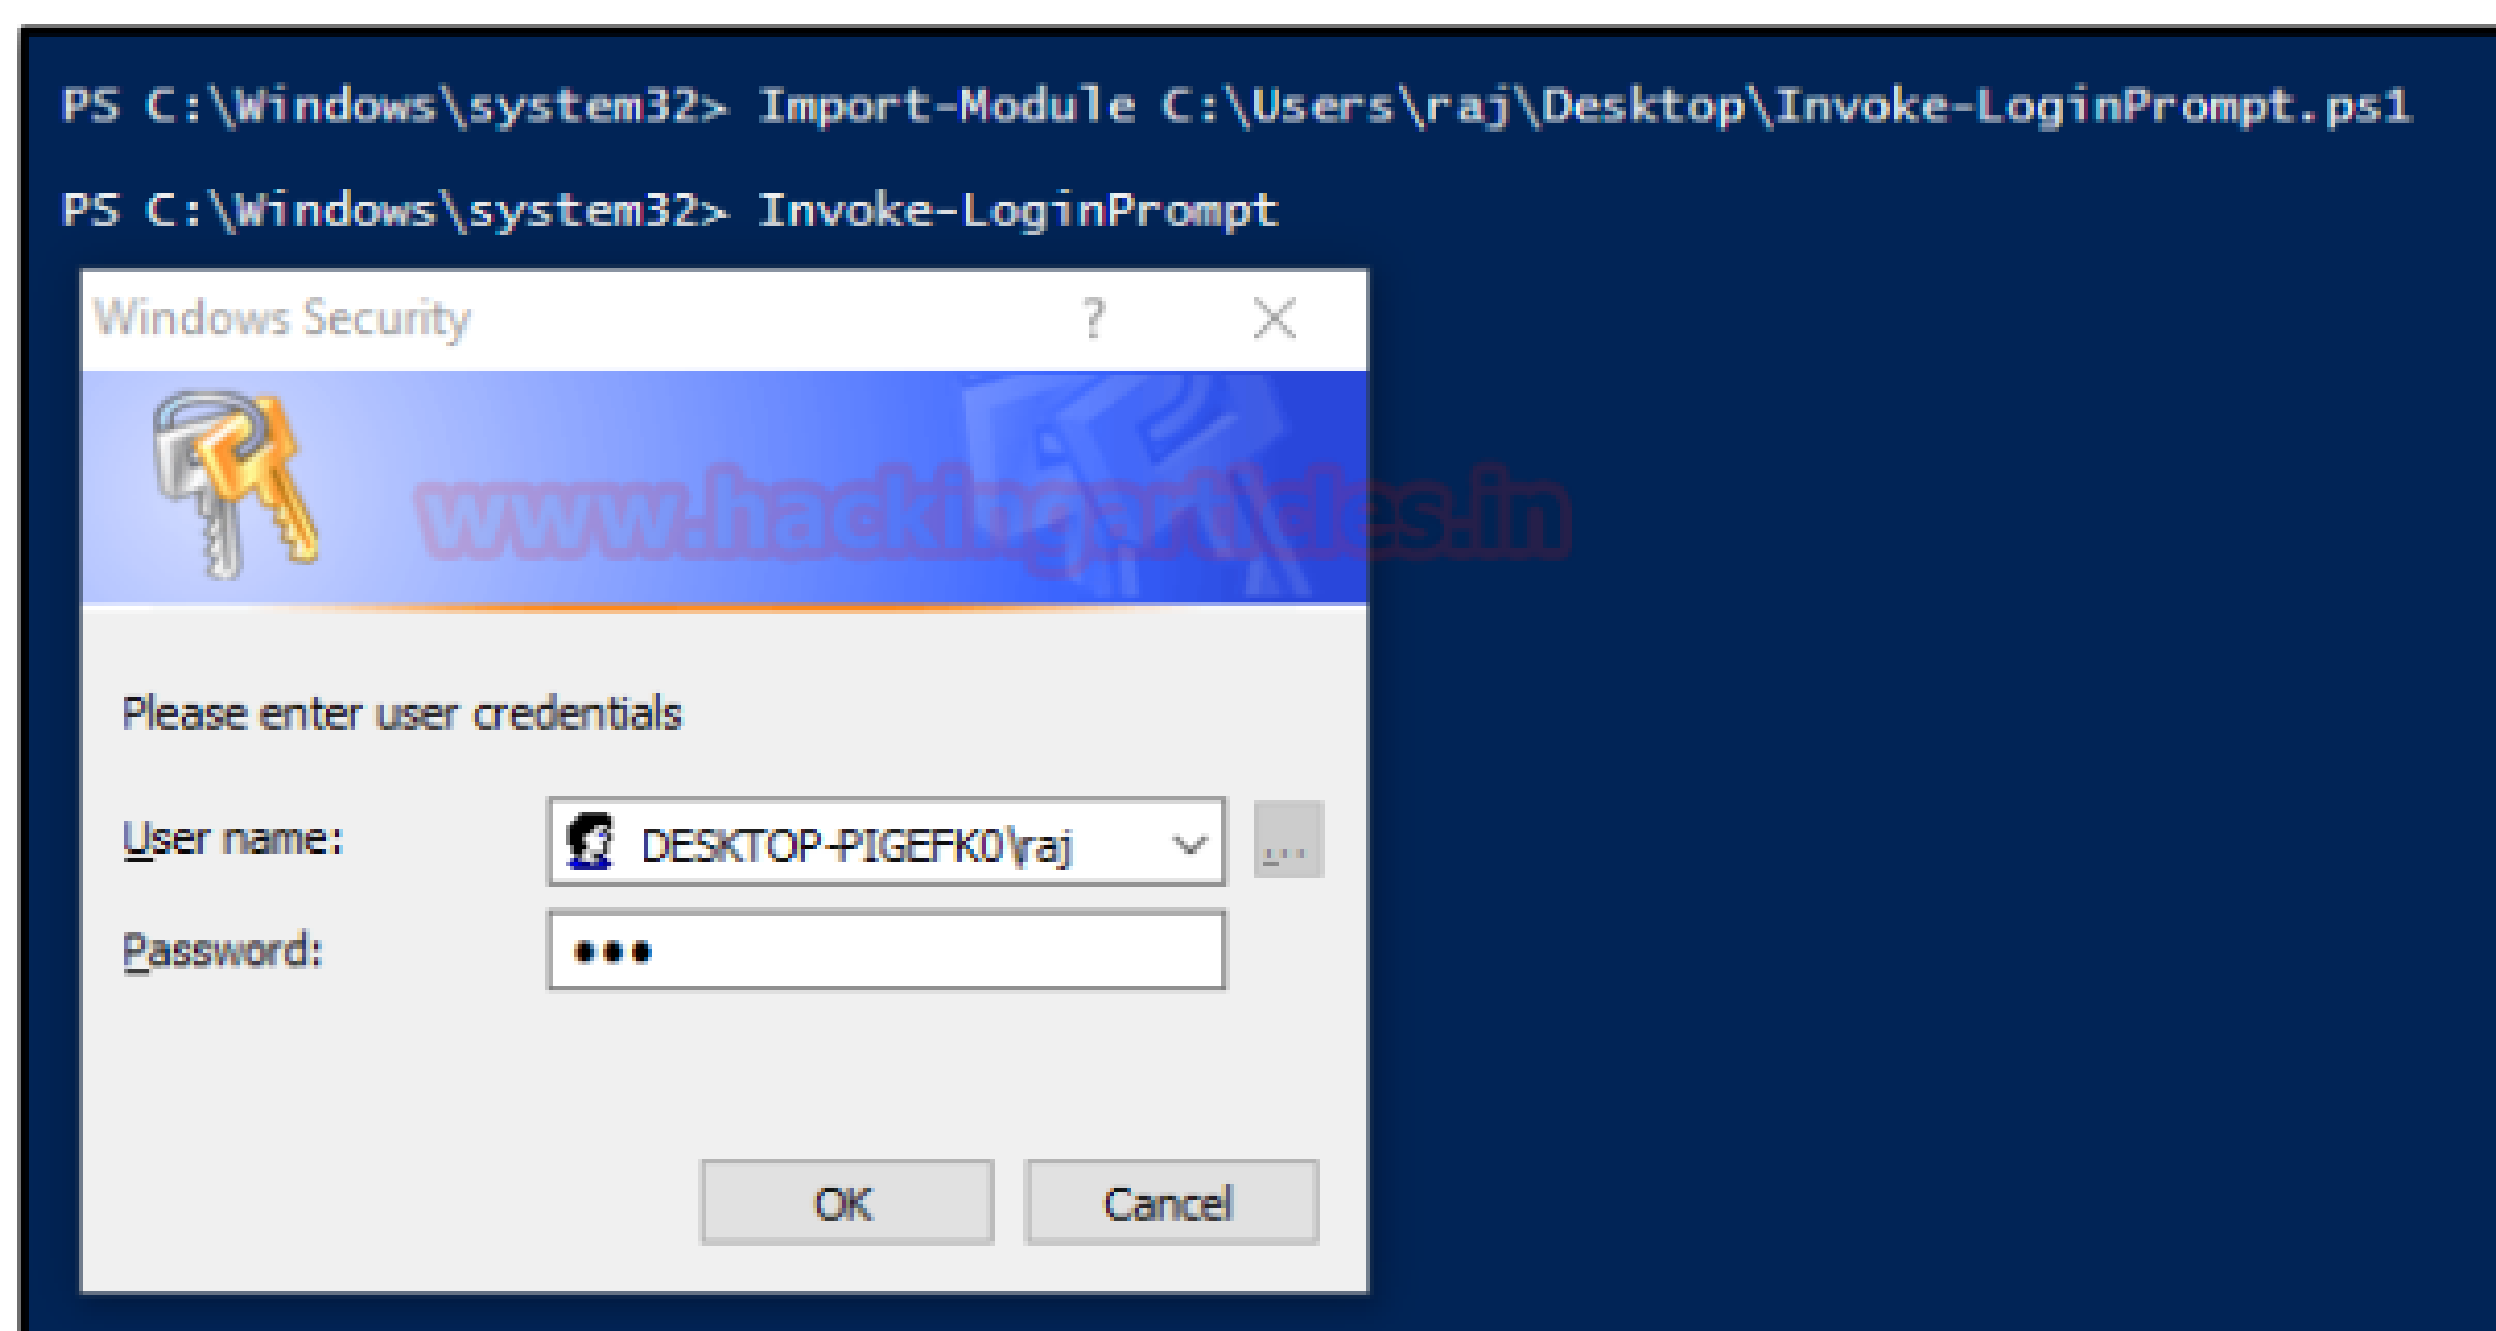 PS C:\Windows\system32> Import-Module C:\Users\raj\Desktop\Invoke-LoginPrompt.ps1
PS C:\Windows\system32> Invoke-LoginPrompt
Windows Security ?
www.hackingarticles.in
Please enter user credentials
User name: DESKTOP-PIGEFK0\raj ...
Password: •••
OK Cancel